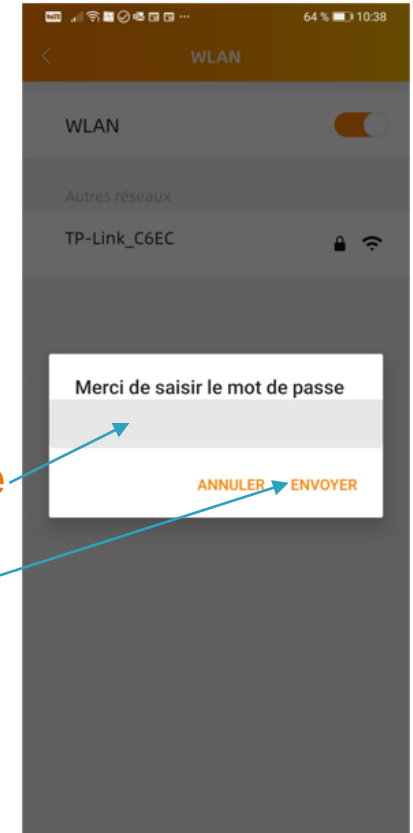 64 % 10:38
WLAN
WLAN
Autres réseaux
TP-Link_C6EC
Merci de saisir le mot de passe
e
ANNULER ENVOYER